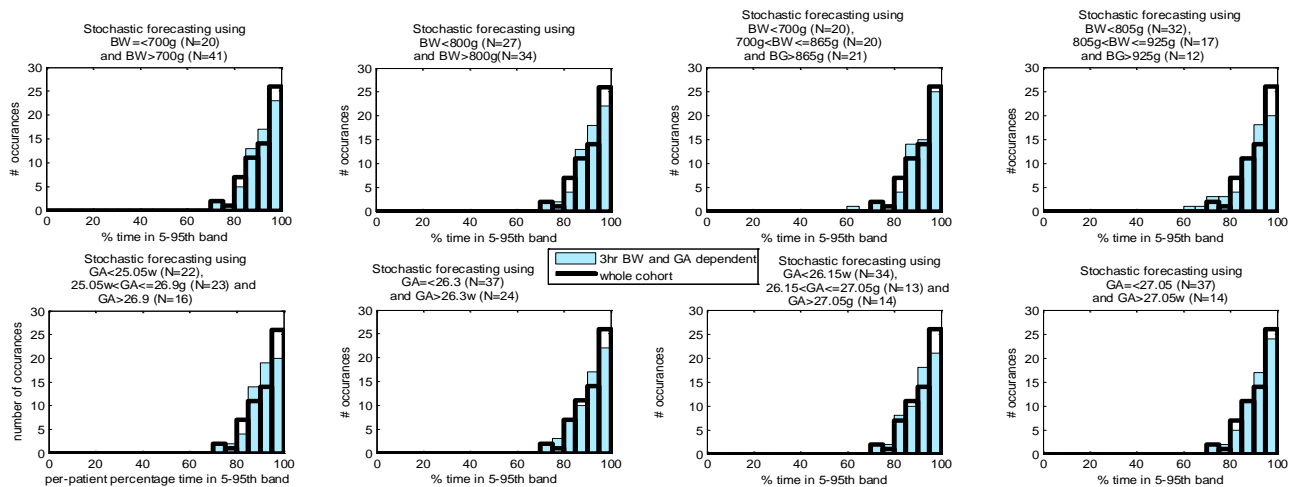 Stochastic forecasting using
BW=<700g (N=20)
and BW>700g (N=41)
30
25
20
15
10
5
0
# occurances
0 20 40 60 80 100
% time in 5-95th band
Stochastic forecasting using
BW<800g (N=27)
and BW>800g(N=34)
30
25
20
15
10
5
0
# occurances
0 20 40 60 80 100
% time in 5-95th band
Stochastic forecasting using
BW<700g (N=20),
700g<BW<=865g (N=20)
and BG>865g (N=21)
30
25
20
15
10
5
0
# occurances
0 20 40 60 80 100
% time in 5-95th band
Stochastic forecasting using
BW<805g (N=32),
805g<BW<=925g (N=17)
and BG>925g (N=12)
30
25
20
15
10
5
0
#occurances
0 20 40 60 80 100
% time in 5-95th band
Stochastic forecasting using
GA<25.05w (N=22),
25.05w<GA<=26.9g (N=23) and
GA>26.9 (N=16)
30
25
20
15
10
5
0
number of occurances
0 20 40 60 80 100
per-patient percentage time in 5-95th band
Stochastic forecasting using
GA=<26.3 (N=37)
and GA>26.3w (N=24)
30
25
20
15
10
5
0
# occurances
0 20 40 60 80 100
% time in 5-95th band
3hr BW and GA dependent
whole cohort
Stochastic forecasting using
GA<26.15w (N=34),
26.15<GA<=27.05g (N=13) and
GA>27.05g (N=14)
30
25
20
15
10
5
0
# occurances
0 20 40 60 80 100
% time in 5-95th band
Stochastic forecasting using
GA=<27.05 (N=37)
and GA>27.05w (N=14)
30
25
20
15
10
5
0
# occurances
0 20 40 60 80 100
% time in 5-95th band